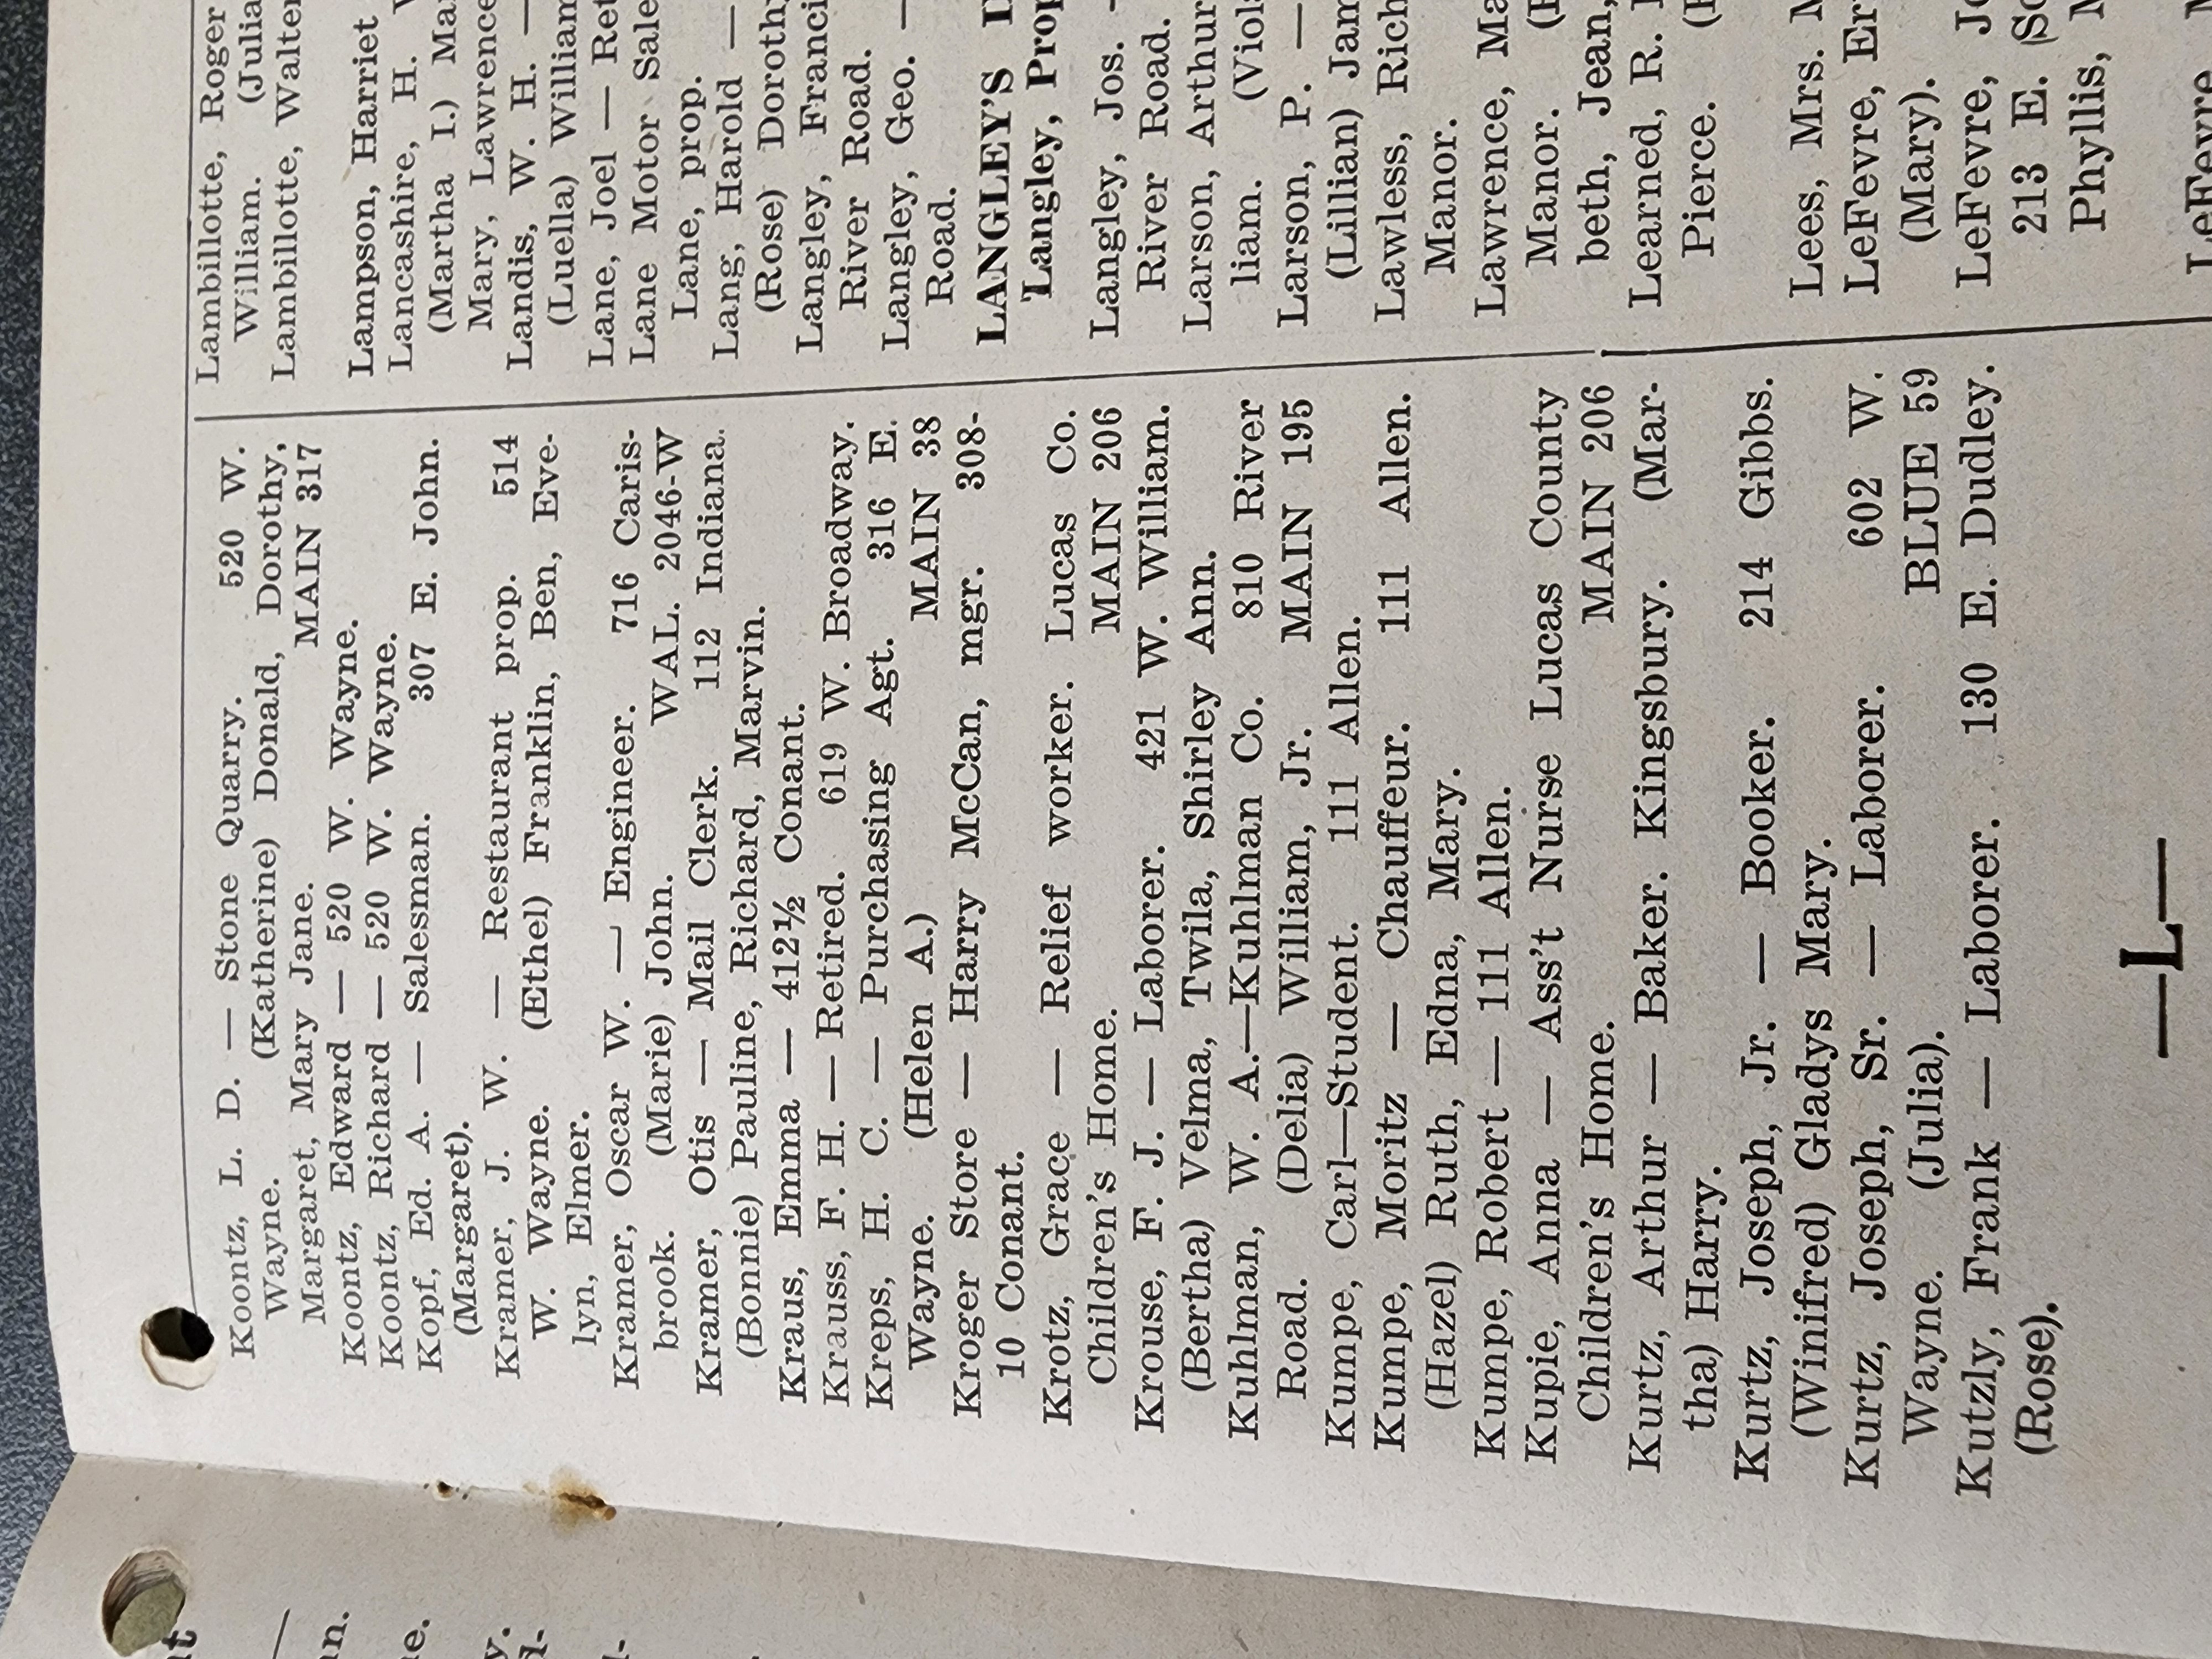 Koontz, L. D. — Stone Quarry. 520 W.
Wayne. (Katherine) Donald, Dorothy,
Margaret, Mary Jane. MAIN 317
Koontz, Edward — 520 W. Wayne.
Koontz, Richard — 520 W. Wayne.
Kopf, Ed. A. — Salesman. 307 E. John.
(Margaret).
Kramer, J. W. — Restaurant prop. 514
W. Wayne. (Ethel) Franklin, Ben, Eve-
lyn, Elmer.
Kramer, Oscar W. — Engineer. 716 Caris-
brook. (Marie) John. WAL. 2046-W
Kramer, Otis — Mail Clerk. 112 Indiana.
(Bonnie) Pauline, Richard, Marvin.
Kraus, Emma — 412½ Conant.
Krauss, F. H. — Retired. 619 W. Broadway.
Kreps, H. C. — Purchasing Agt. 316 E.
Wayne. (Helen A.) MAIN 38
Kroger Store — Harry McCan, mgr. 308-
10 Conant.
Krotz, Grace — Relief worker. Lucas Co.
Children's Home. MAIN 206
Krouse, F. J. — Laborer. 421 W. William.
(Bertha) Velma, Twila, Shirley Ann.
Kuhlman, W. A.—Kuhlman Co. 810 River
Road. (Delia) William, Jr. MAIN 195
Kumpe, Carl—Student. 111 Allen.
Kumpe, Moritz — Chauffeur. 111 Allen.
(Hazel) Ruth, Edna, Mary.
Kumpe, Robert — 111 Allen.
Kupie, Anna — Ass't Nurse Lucas County
Children's Home. MAIN 206
Kurtz, Arthur — Baker. Kingsbury. (Mar-
tha) Harry.
Kurtz, Joseph, Jr. — Booker. 214 Gibbs.
(Winifred) Gladys Mary.
Kurtz, Joseph, Sr. — Laborer. 602 W.
Wayne. (Julia). BLUE 59
Kutzly, Frank — Laborer. 130 E. Dudley.
(Rose).
—L—
Lambillotte, Roger
William. (Julia
Lambillotte, Walter
Lampson, Harriet
Lancashire, H.
(Martha I.)
Mary, Lawrence
Landis, W. H. —
(Luella) William
Lane, Joel —
Lane Motor
Lane, prop.
Lang, Harold —
(Rose)
Langley,
River Road.
Langley, Geo. —
Road.
LANGLEY'S
Langley,
Langley, Jos. -
River Road.
Larson, Arthur
liam.
Larson, P. —
(Lillian)
Lawless,
Manor.
Lawrence,
Manor.
beth, Jean,
Learned, R.
Pierce.
Lees, Mrs.
LeFevre,
(Mary).
LeFevre,
213 E.
Phyllis,
LeFevre